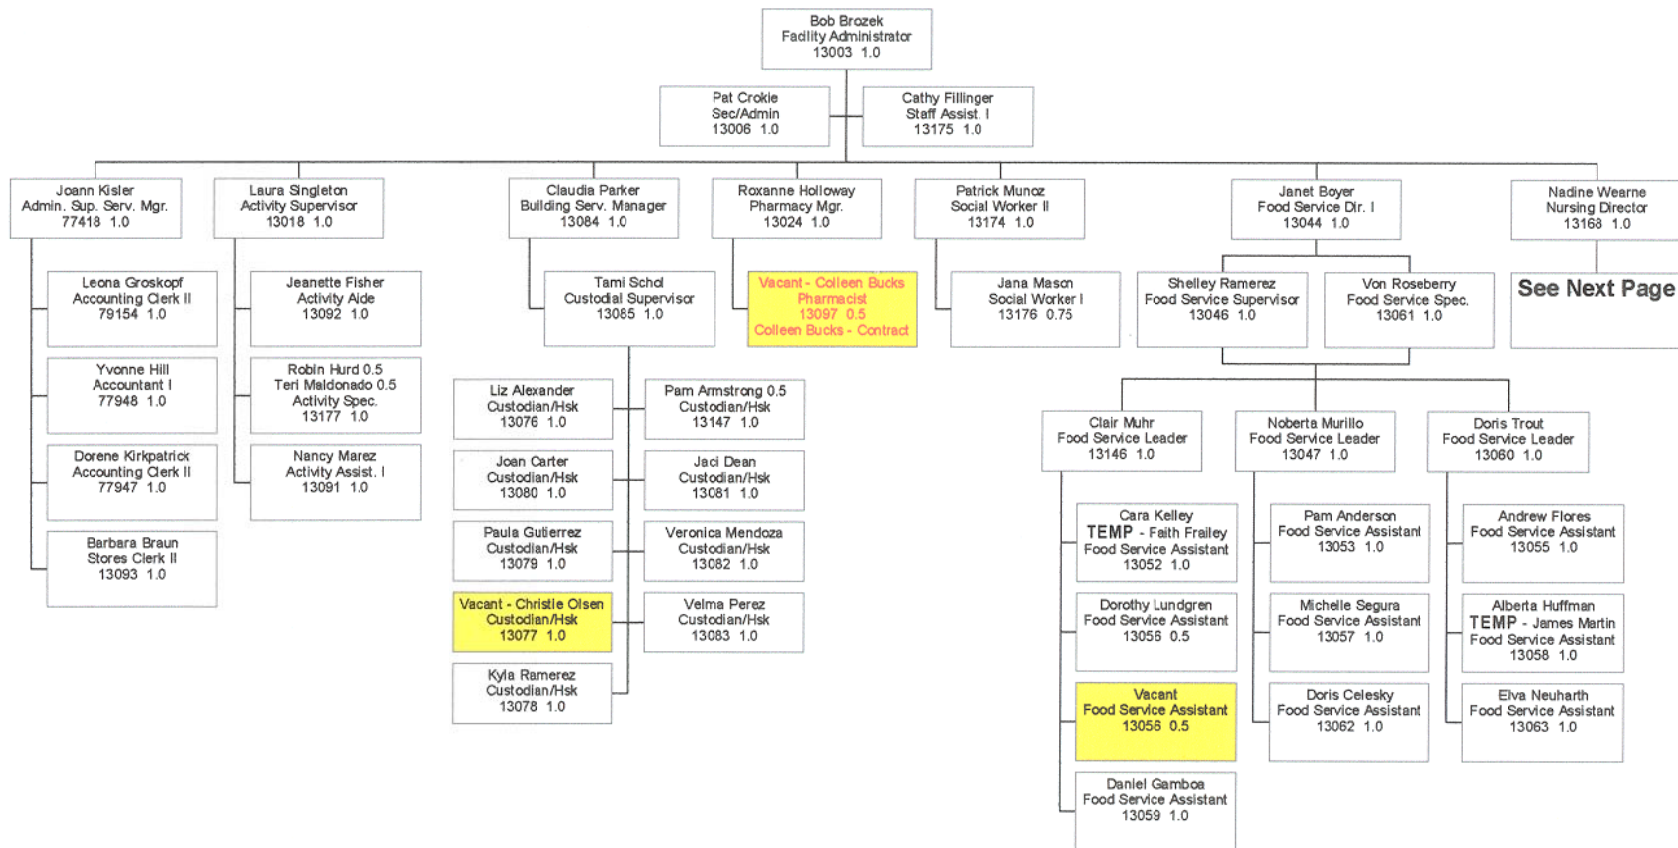 Bob Brozek
Facility Administrator
13003 1.0
Pat Crokie
Sec/Admin
13006 1.0
Cathy Fillinger
Staff Assist. I
13175 1.0
Joann Kisler
Admin. Sup. Serv. Mgr.
77418 1.0
Laura Singleton
Activity Supervisor
13018 1.0
Claudia Parker
Building Serv. Manager
13084 1.0
Roxanne Holloway
Pharmacy Mgr.
13024 1.0
Patrick Munoz
Social Worker II
13174 1.0
Janet Boyer
Food Service Dir. I
13044 1.0
Nadine Wearne
Nursing Director
13168 1.0
Leona Groskopf
Accounting Clerk II
79154 1.0
Yvonne Hill
Accountant I
77948 1.0
Dorene Kirkpatrick
Accounting Clerk II
77947 1.0
Barbara Braun
Stores Clerk II
13093 1.0
Jeanette Fisher
Activity Aide
13092 1.0
Robin Hurd 0.5
Teri Maldonado 0.5
Activity Spec.
13177 1.0
Nancy Marez
Activity Assist. I
13091 1.0
Tami Schol
Custodial Supervisor
13085 1.0
Liz Alexander
Custodian/Hsk
13076 1.0
Pam Armstrong 0.5
Custodian/Hsk
13147 1.0
Joan Carter
Custodian/Hsk
13080 1.0
Jaci Dean
Custodian/Hsk
13081 1.0
Paula Gutierrez
Custodian/Hsk
13079 1.0
Veronica Mendoza
Custodian/Hsk
13082 1.0
Vacant - Christie Olsen
Custodian/Hsk
13077 1.0
Velma Perez
Custodian/Hsk
13083 1.0
Kyla Ramerez
Custodian/Hsk
13078 1.0
Vacant - Colleen Bucks
Pharmacist
13097 0.5
Colleen Bucks - Contract
Jana Mason
Social Worker I
13176 0.75
Shelley Ramerez
Food Service Supervisor
13046 1.0
Von Roseberry
Food Service Spec.
13061 1.0
See Next Page
Clair Muhr
Food Service Leader
13146 1.0
Noberta Murillo
Food Service Leader
13047 1.0
Doris Trout
Food Service Leader
13060 1.0
Cara Kelley
TEMP - Faith Frailey
Food Service Assistant
13052 1.0
Dorothy Lundgren
Food Service Assistant
13056 0.5
Vacant
Food Service Assistant
13056 0.5
Daniel Gamboa
Food Service Assistant
13059 1.0
Pam Anderson
Food Service Assistant
13053 1.0
Michelle Segura
Food Service Assistant
13057 1.0
Doris Celesky
Food Service Assistant
13062 1.0
Andrew Flores
Food Service Assistant
13055 1.0
Alberta Huffman
TEMP - James Martin
Food Service Assistant
13058 1.0
Elva Neuharth
Food Service Assistant
13063 1.0